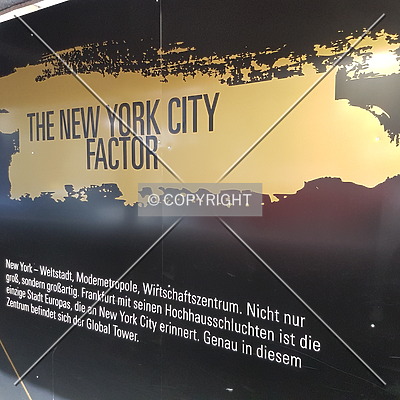 THE NEW YORK CITY
FACTOR
© COPYRIGHT
New York – Weltstadt, Modemetropole, Wirtschaftszentrum. Nicht nur
groß, sondern großartig. Frankfurt mit seinen Hochhausschluchten ist die
einzige Stadt Europas, die an New York City erinnert. Genau in diesem
Zentrum befindet sich der Global Tower.